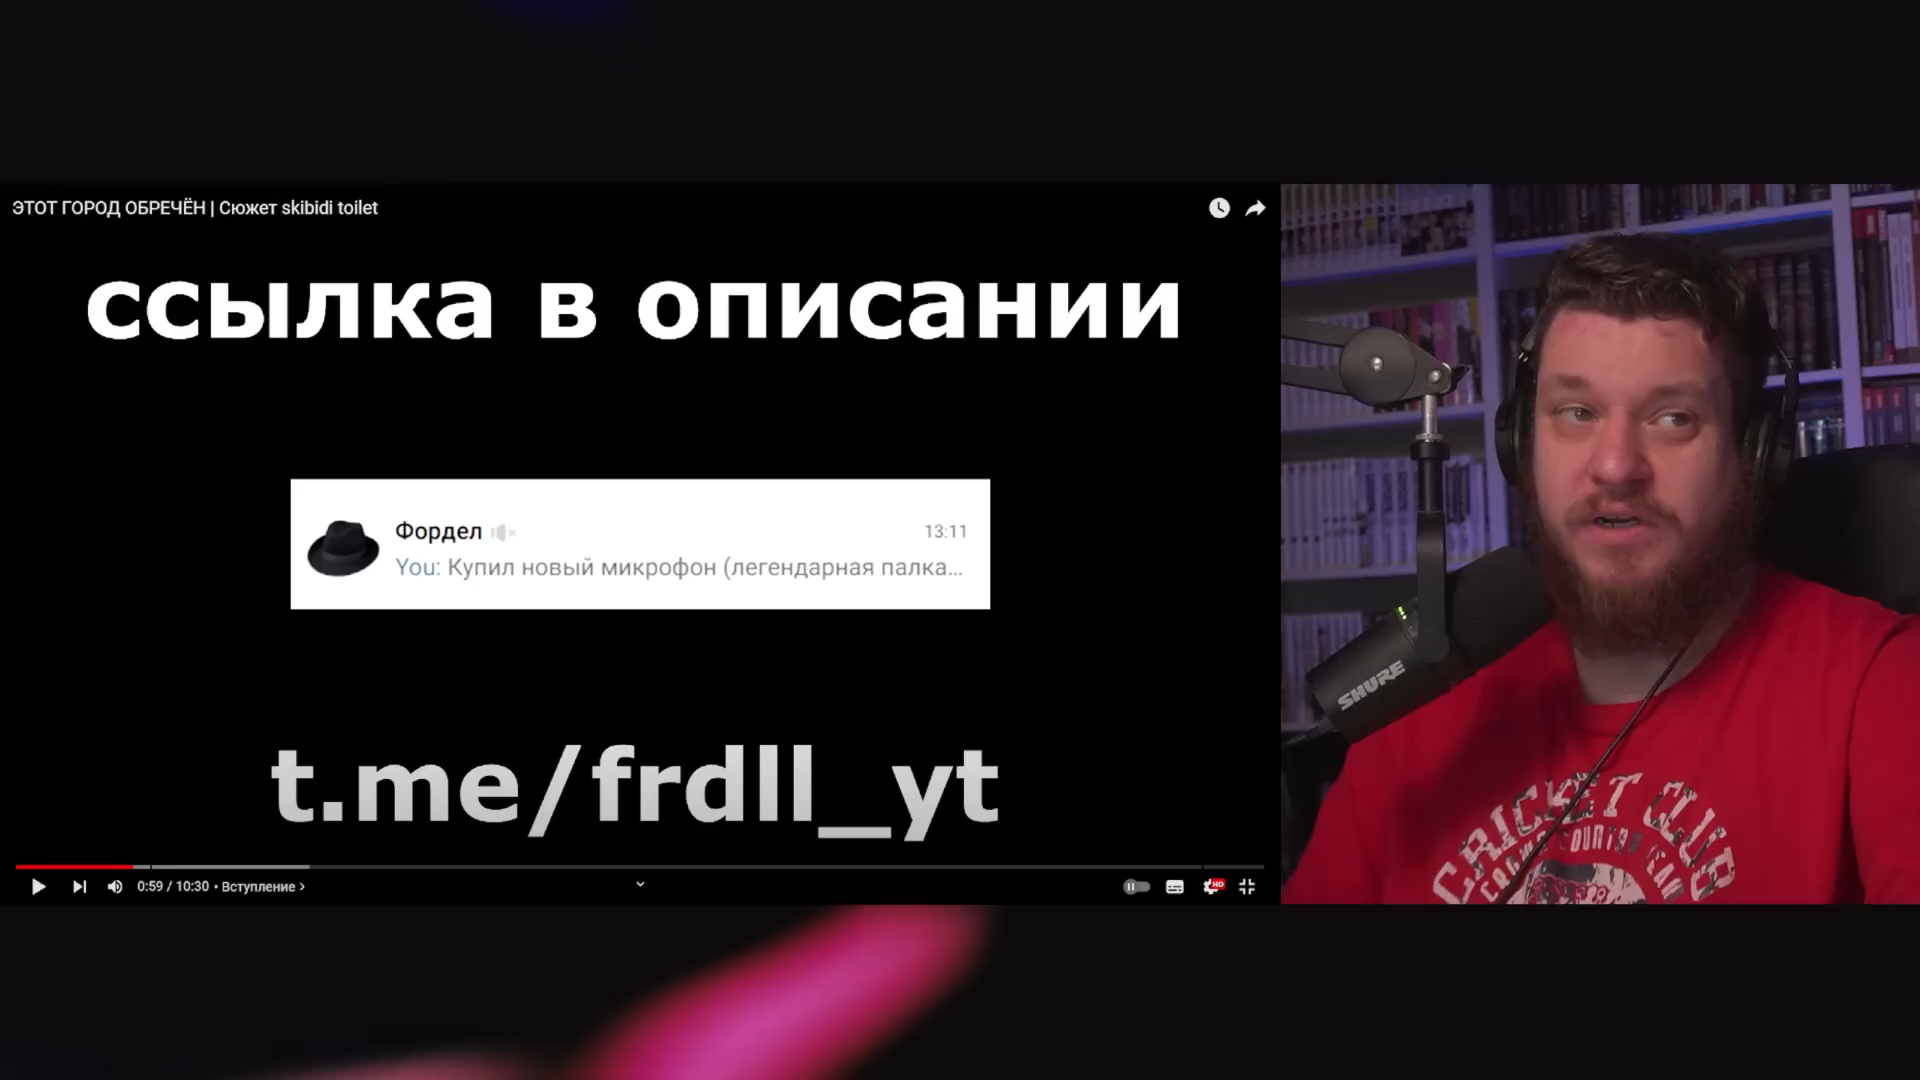 ЭТОТ ГОРОД ОБРЕЧЁН | Сюжет skibidi toilet
ссылка в описании
Фордел
13:11
You: Купил новый микрофон (легендарная палка...
t.me/frdll_yt
0:59 / 10:30 • Вступление ›
HD
SHURE
CRICKET CLUB